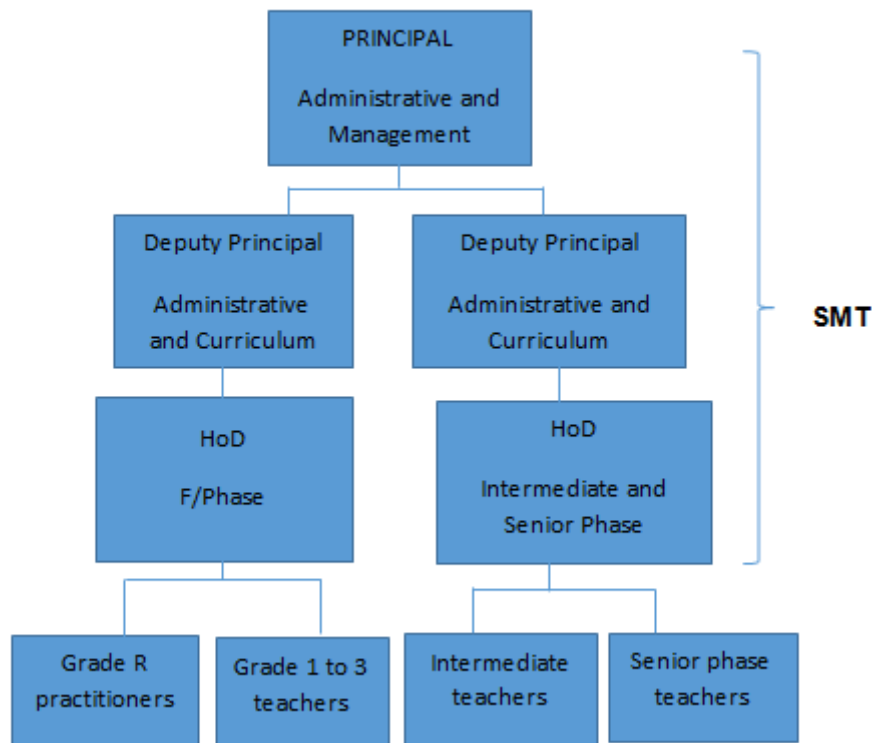 PRINCIPAL
Administrative and
Management
Deputy Principal
Administrative
and Curriculum
Deputy Principal
Administrative and
Curriculum
SMT
HoD
F/Phase
HoD
Intermediate and
Senior Phase
Grade R
practitioners
Grade 1 to 3
teachers
Intermediate
teachers
Senior phase
teachers